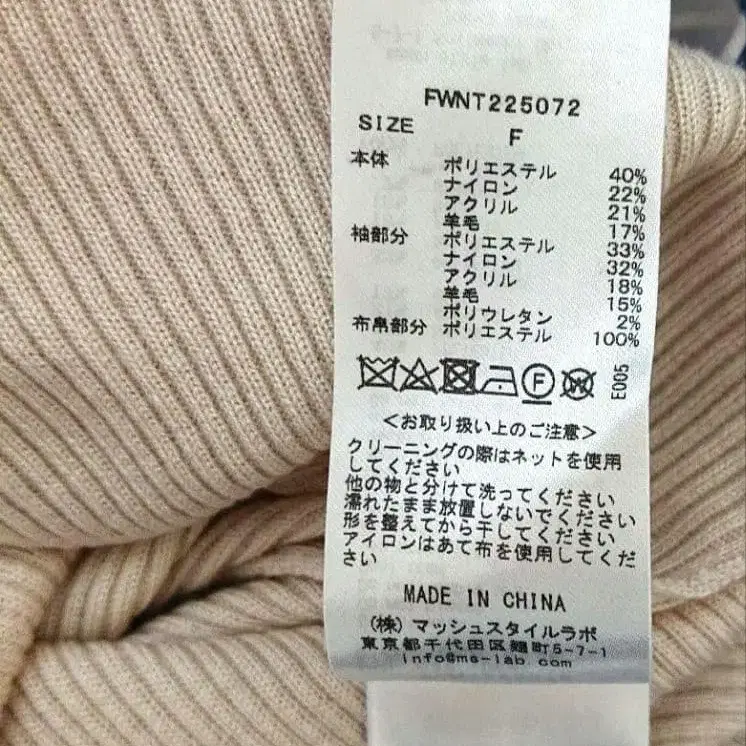 FWNT225072
SIZE F
本体 ポリエステル 40%
ナイロン 22%
アクリル 21%
羊毛 17%
袖部分 ポリエステル 33%
ナイロン 32%
アクリル 18%
羊毛 15%
ポリウレタン 2%
布帛部分 ポリエステル 100%
F W E005
<お取り扱い上のご注意>
クリーニングの際はネットを使用
してください
他の物と分けて洗ってください
濡れたまま放置しないでください
形を整えてから干してください
アイロンはあて布を使用してくだ
さい
MADE IN CHINA
(株) マッシュスタイルラボ
東京都千代田区麹町5-7-1
info@ms-lab.com